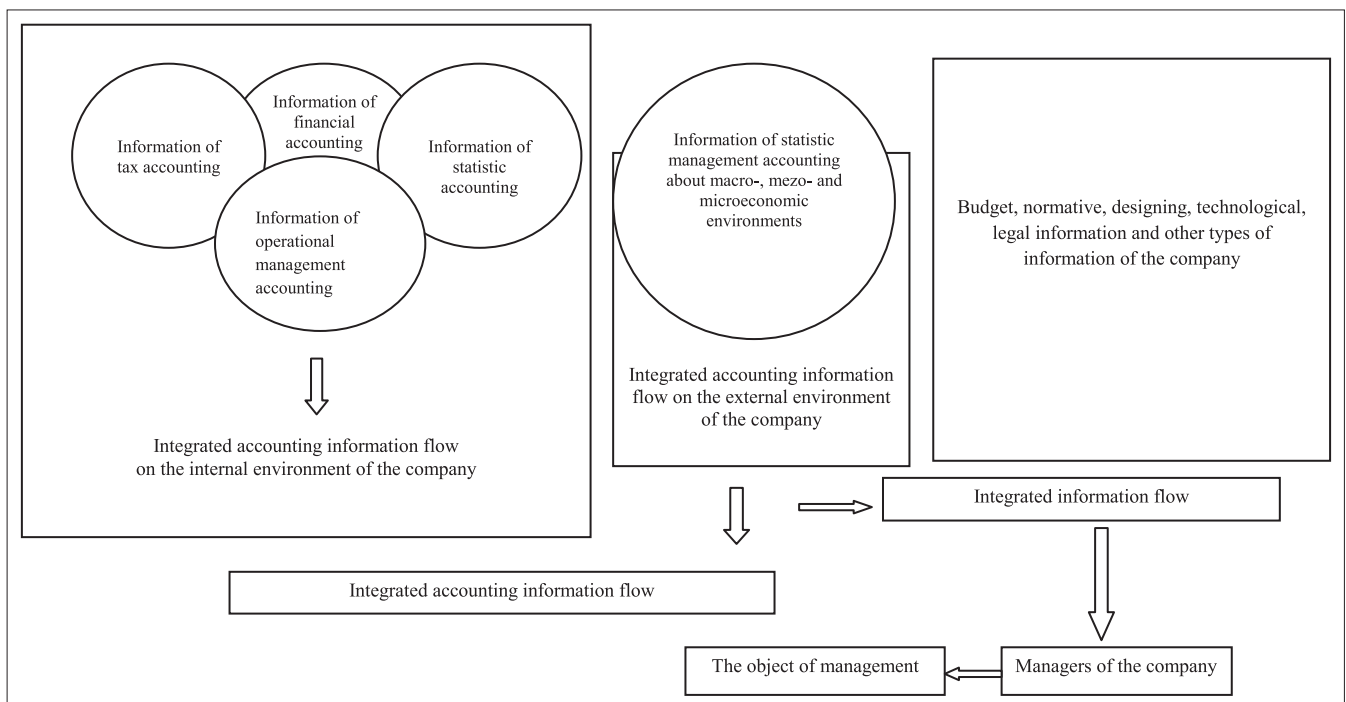 Information of
tax accounting
Information of
financial
accounting
Information of
statistic
accounting
Information of
operational
management
accounting
Integrated accounting information flow
on the internal environment of the company
Information of statistic
management accounting
about macro-, mezo- and
microeconomic
environments
Integrated accounting information
flow on the external environment
of the company
Budget, normative, designing, technological,
legal information and other types of
information of the company
Integrated information flow
Integrated accounting information flow
The object of management
Managers of the company